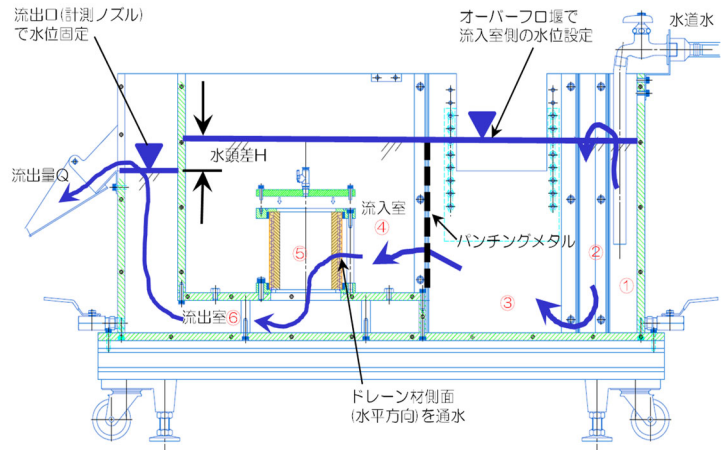 流出口(計測ノズル)
で水位固定
オーバーフロ堰で
流入室側の水位設定
水道水
水頭差H
流出量Q
流入室
④
⑤
パンチングメタル
②
①
③
流出室⑥
ドレーン材側面
(水平方向)を通水